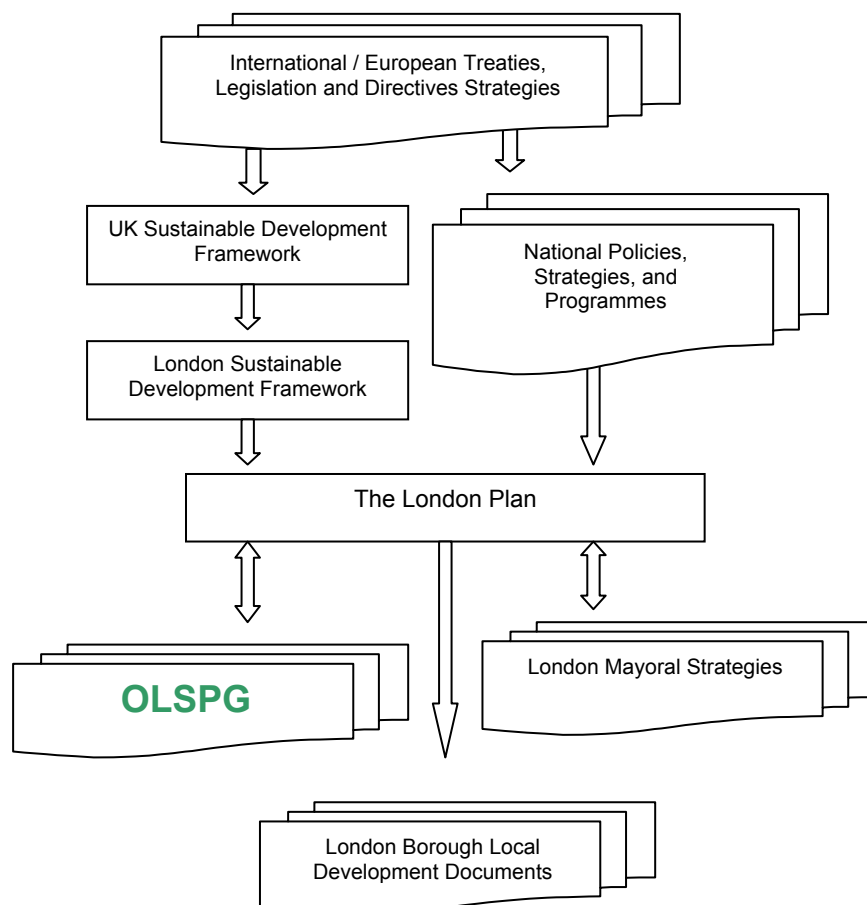 International / European Treaties,
Legislation and Directives Strategies
UK Sustainable Development
Framework
National Policies,
Strategies, and
Programmes
London Sustainable
Development Framework
The London Plan
OLSPG
London Mayoral Strategies
London Borough Local
Development Documents